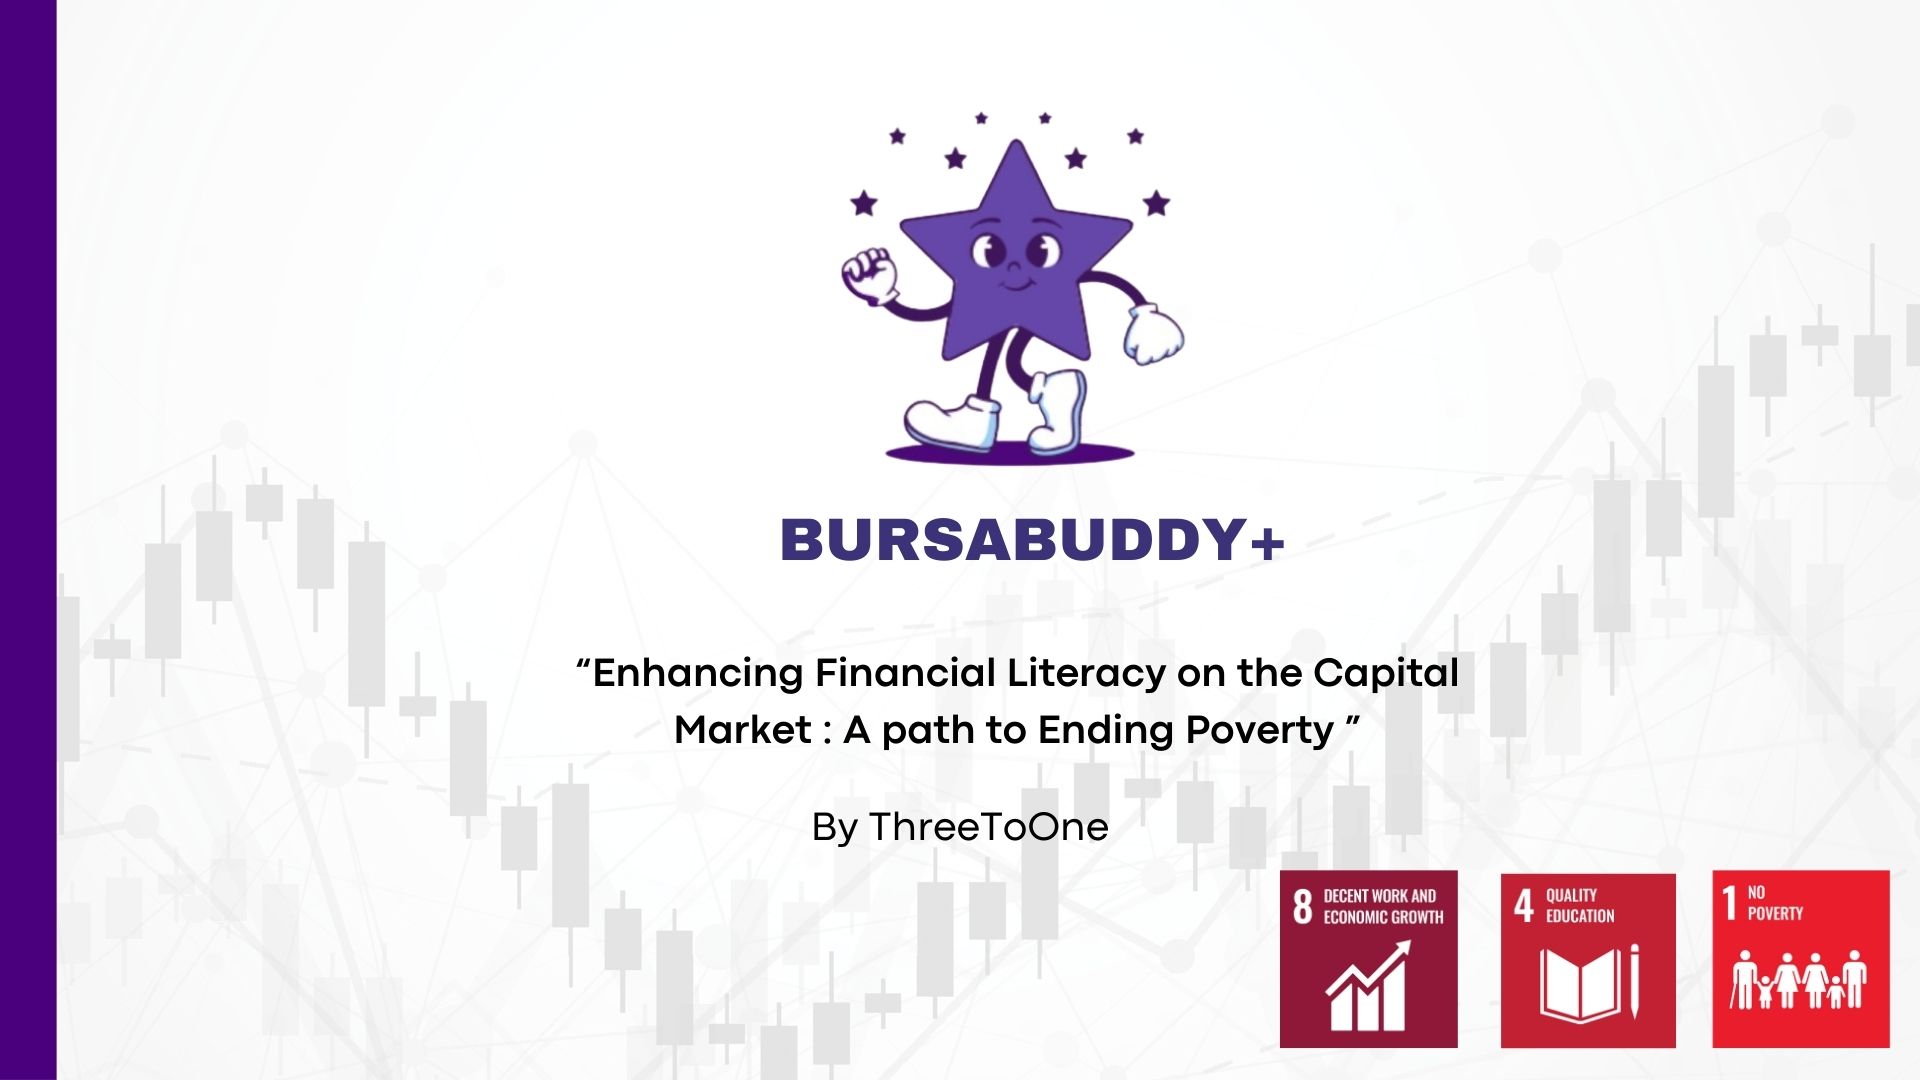 BURSABUDDY+
“Enhancing Financial Literacy on the Capital
Market : A path to Ending Poverty ”
By ThreeToOne
8 DECENT WORK AND
ECONOMIC GROWTH
4 QUALITY
EDUCATION
1 NO
POVERTY